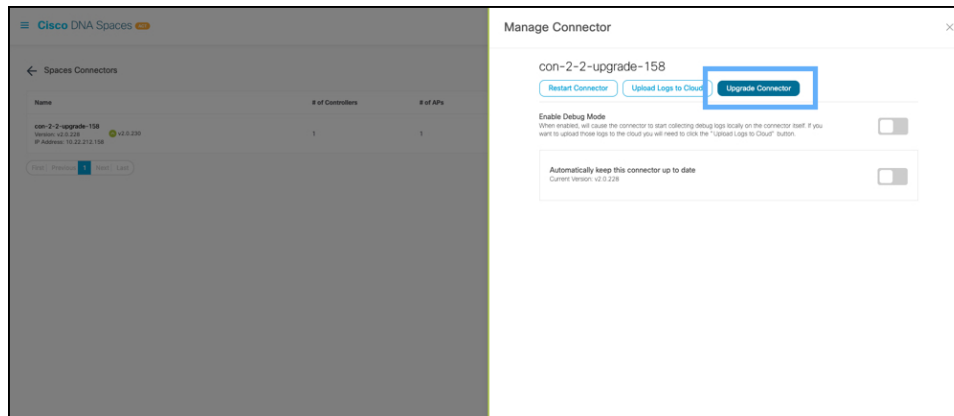 Cisco DNA Spaces
Spaces Connectors
Name
# of Controllers
# of APs
con-2-2-upgrade-158
Version: v2.0.228
v2.0.230
IP Address: 10.22.212.158
1
1
First Previous 1 Next Last
Manage Connector
con-2-2-upgrade-158
Restart Connector
Upload Logs to Cloud
Upgrade Connector
Enable Debug Mode
When enabled, will cause the connector to start collecting debug logs locally on the connector itself. If you
want to upload those logs to the cloud you will need to click the "Upload Logs to Cloud" button.
Automatically keep this connector up to date
Current Version: v2.0.228